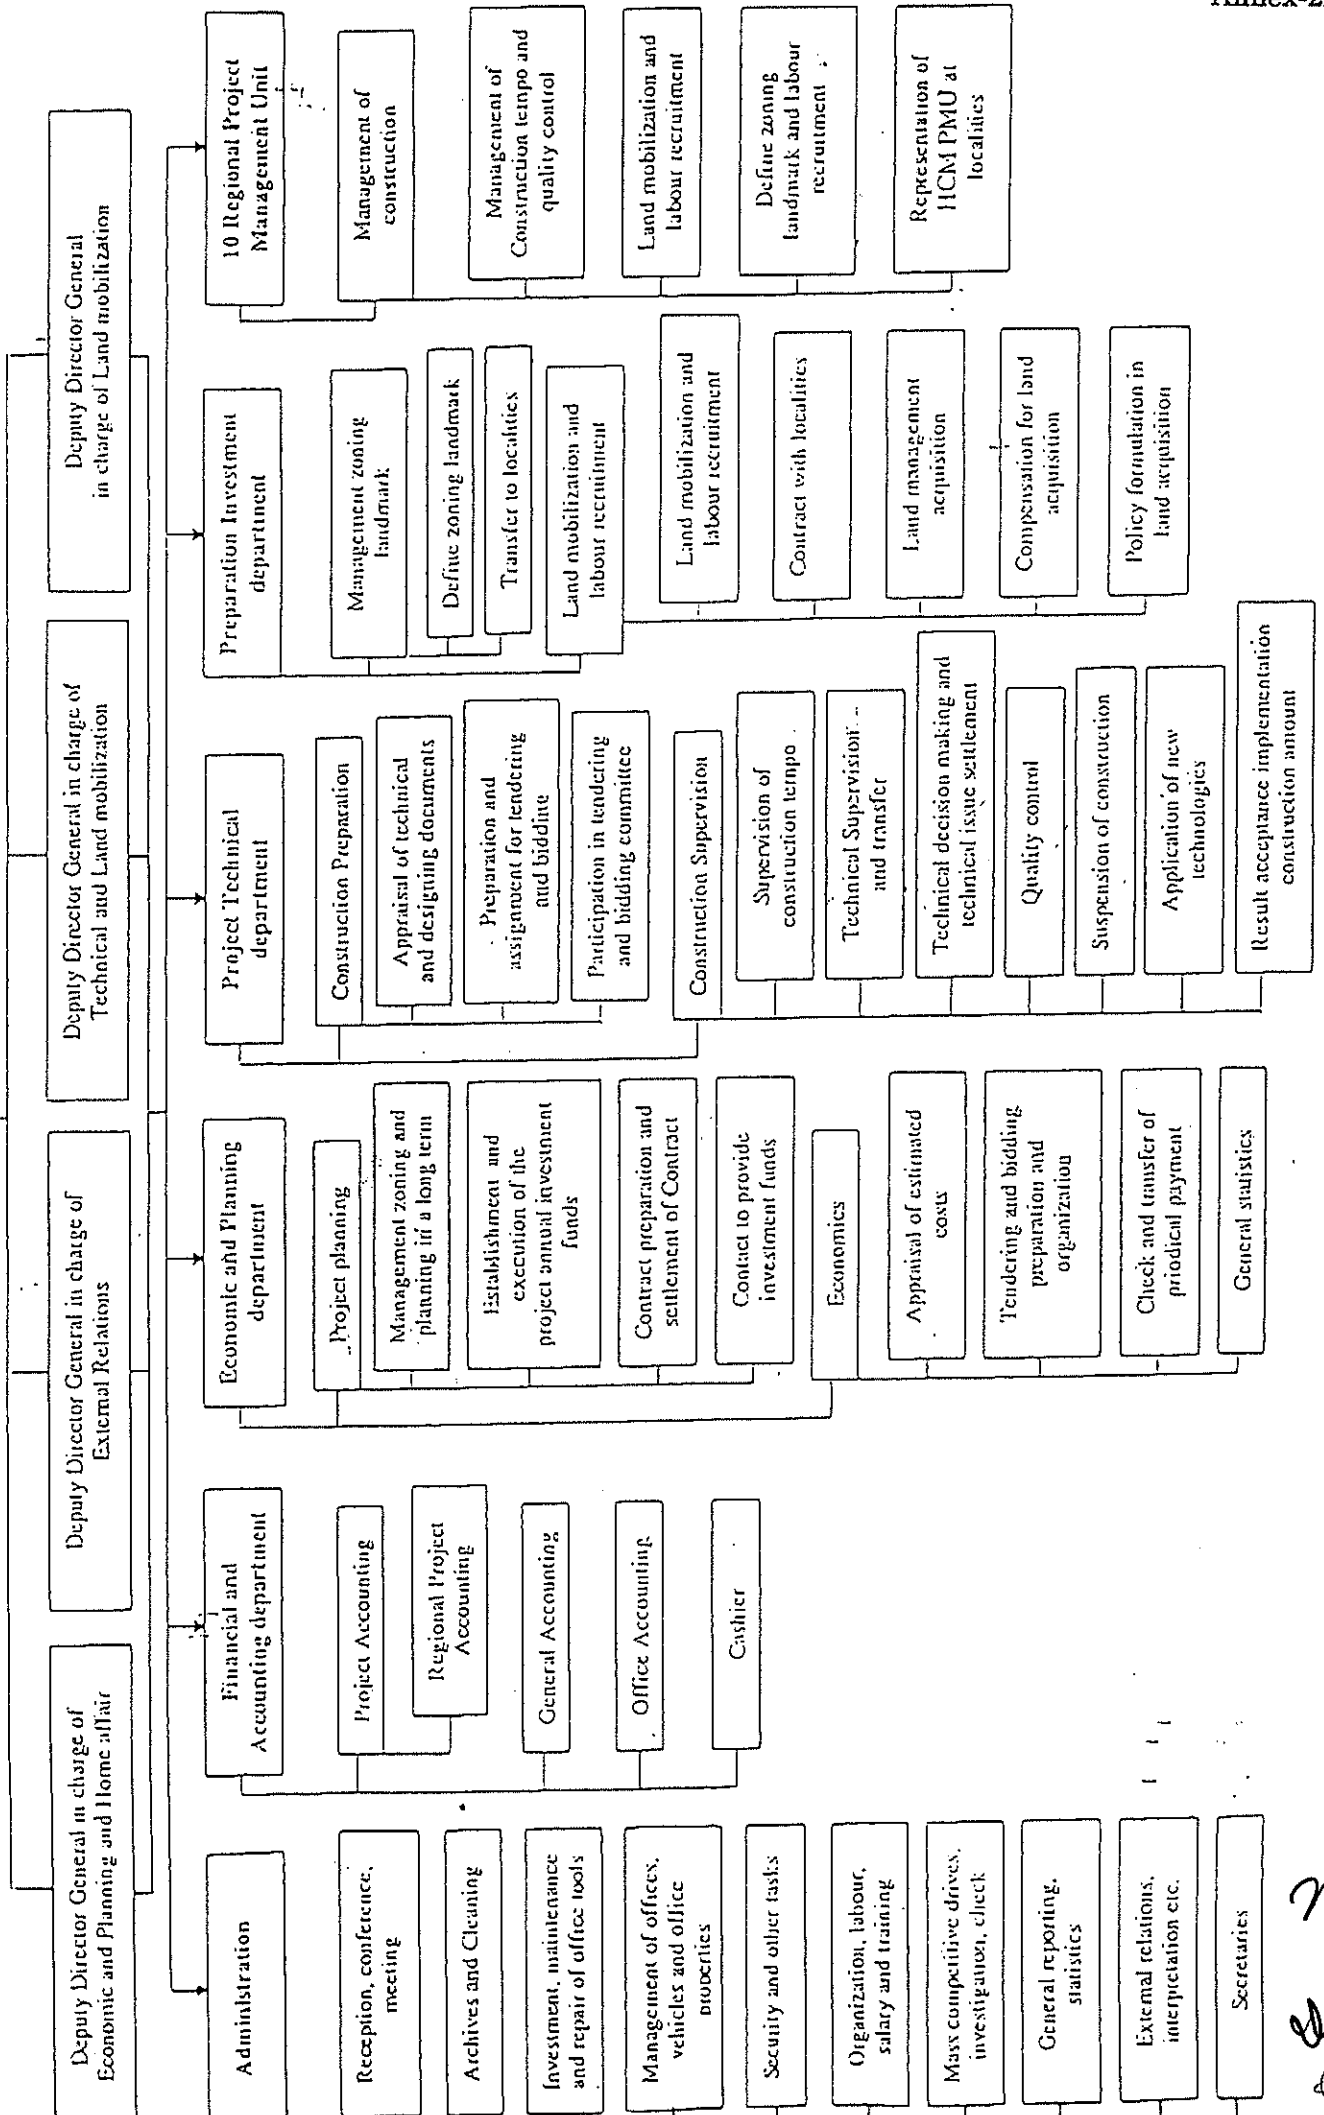 Annex-2
Deputy Director General in charge of
Economic and Planning and Home affair
Deputy Director General in charge of
External Relations
Deputy Director General in charge of
Technical and Land mobilization
Deputy Director General
in charge of Land mobilization
Administration
Reception, conference,
meeting
Archives and Cleaning
Investment, maintenance
and repair of office tools
Management of offices,
vehicles and office
properties
Security and other tasks
Organization, labour,
salary and training
Mass competitive drives,
investigation, check
General reporting,
statistics
External relations,
interpretation etc.
Secretaries
Financial and
Accounting department
Project Accounting
Regional Project
Accounting
General Accounting
Office Accounting
Cashier
Economic and Planning
department
Project planning
Management zoning and
planning in a long term
Establishment and
execution of the
project annual investment
funds
Contract preparation and
settlement of Contract
Contact to provide
investment funds
Economics
Appraisal of estimated
costs
Tendering and bidding
preparation and
organization
Check and transfer of
priodical payment
General statistics
Project Technical
department
Construction Preparation
Appraisal of technical
and designing documents
Preparation and
assignment for tendering
and bidding
Participation in tendering
and bidding committee
Construction Supervision
Supervision of
construction tempo
Technical Supervision
and transfer
Technical decision making and
technical issue settlement
Quality control
Suspension of construction
Application of new
technologies
Result acceptance implementation
construction amount
Preparation Investment
department
Management zoning
landmark
Define zoning landmark
Transfer to localities
Land mobilization and
labour recruitment
Land mobilization and
labour recruitment
Contract with localities
Land management
acquisition
Compensation for land
acquisition
Policy formulation in
land acquisition
10 Regional Project
Management Unit
Management of
construction
Management of
Construction tempo and
quality control
Land mobilization and
labour recruitment
Define zoning
landmark and labour
recruitment
Representation of
HCM PMU at
localities